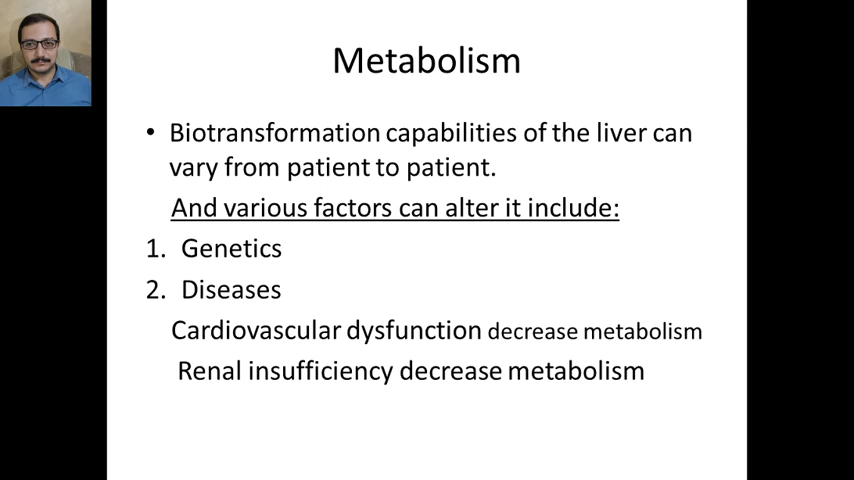 Metabolism
• Biotransformation capabilities of the liver can
vary from patient to patient.
And various factors can alter it include:
1. Genetics
2. Diseases
Cardiovascular dysfunction decrease metabolism
Renal insufficiency decrease metabolism